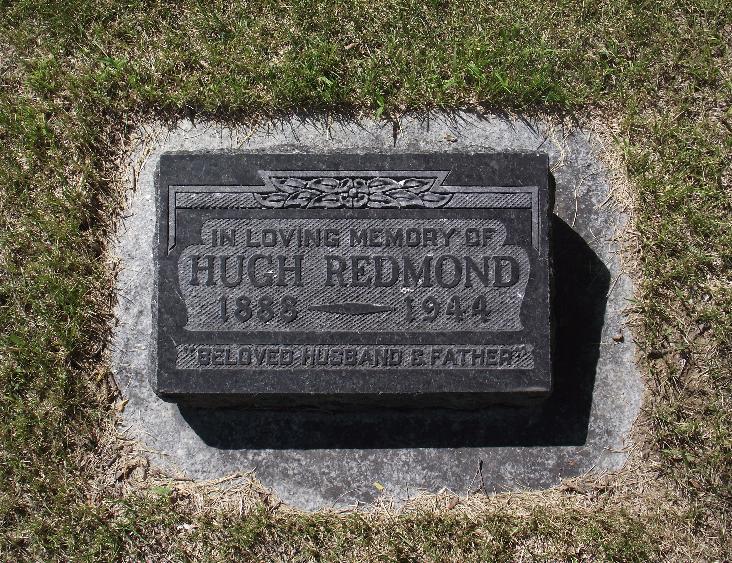 IN LOVING MEMORY OF
HUGH REDMOND
1888 — 1944
"BELOVED HUSBAND & FATHER"